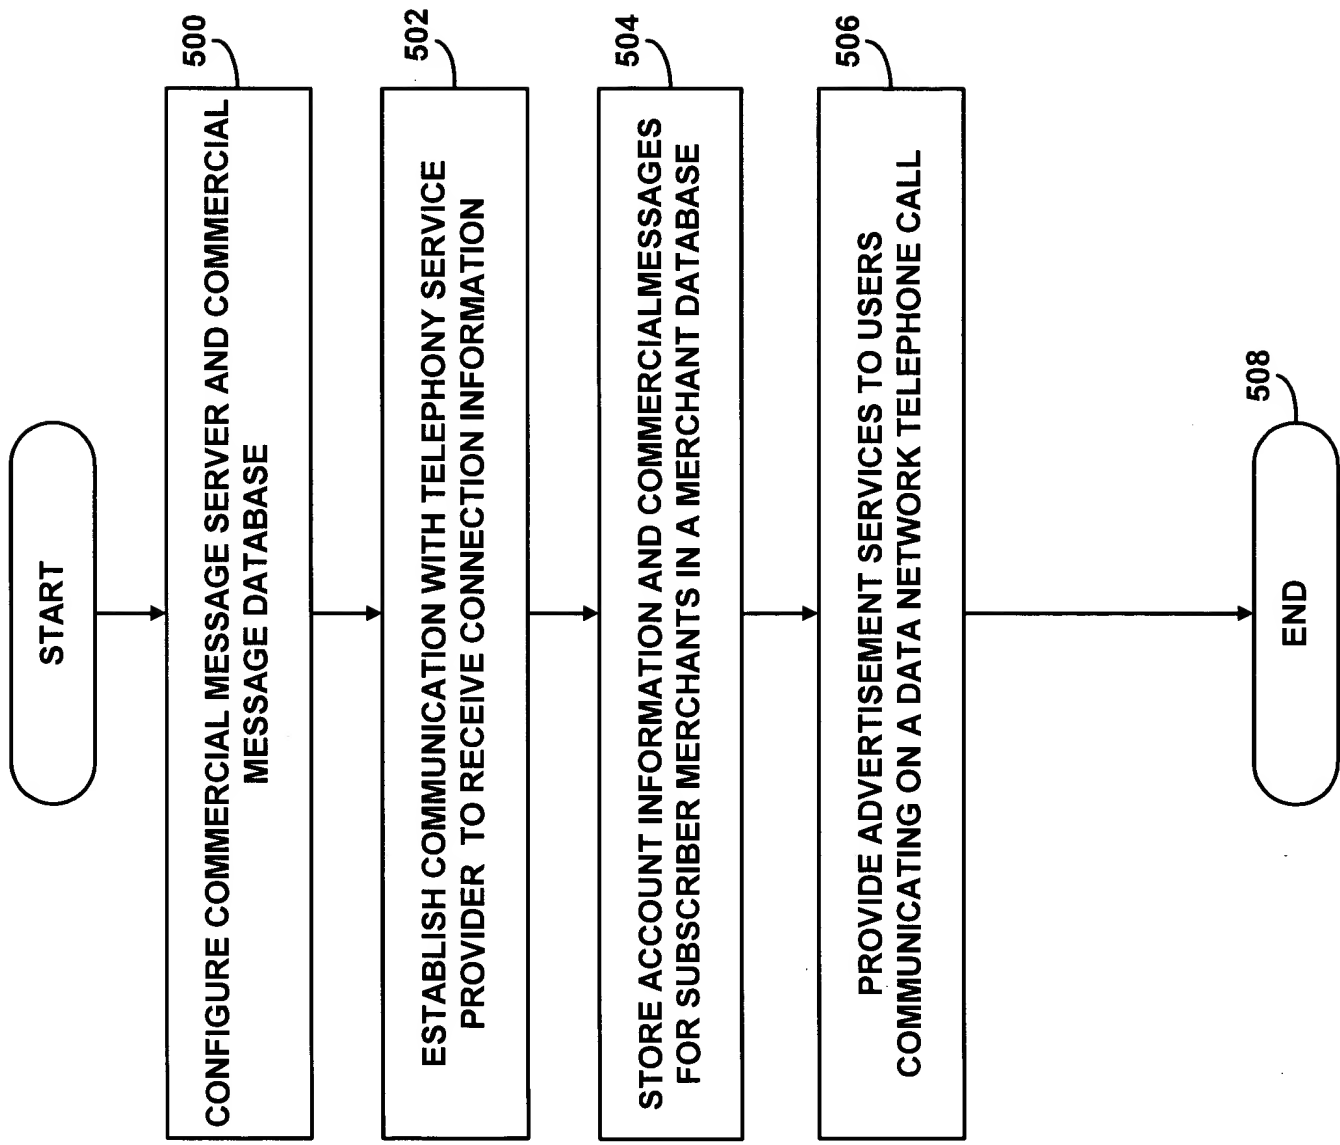 START
500
CONFIGURE COMMERCIAL MESSAGE SERVER AND COMMERCIAL
MESSAGE DATABASE
502
ESTABLISH COMMUNICATION WITH TELEPHONY SERVICE
PROVIDER TO RECEIVE CONNECTION INFORMATION
504
STORE ACCOUNT INFORMATION AND COMMERCIALMESSAGES
FOR SUBSCRIBER MERCHANTS IN A MERCHANT DATABASE
506
PROVIDE ADVERTISEMENT SERVICES TO USERS
COMMUNICATING ON A DATA NETWORK TELEPHONE CALL
508
END